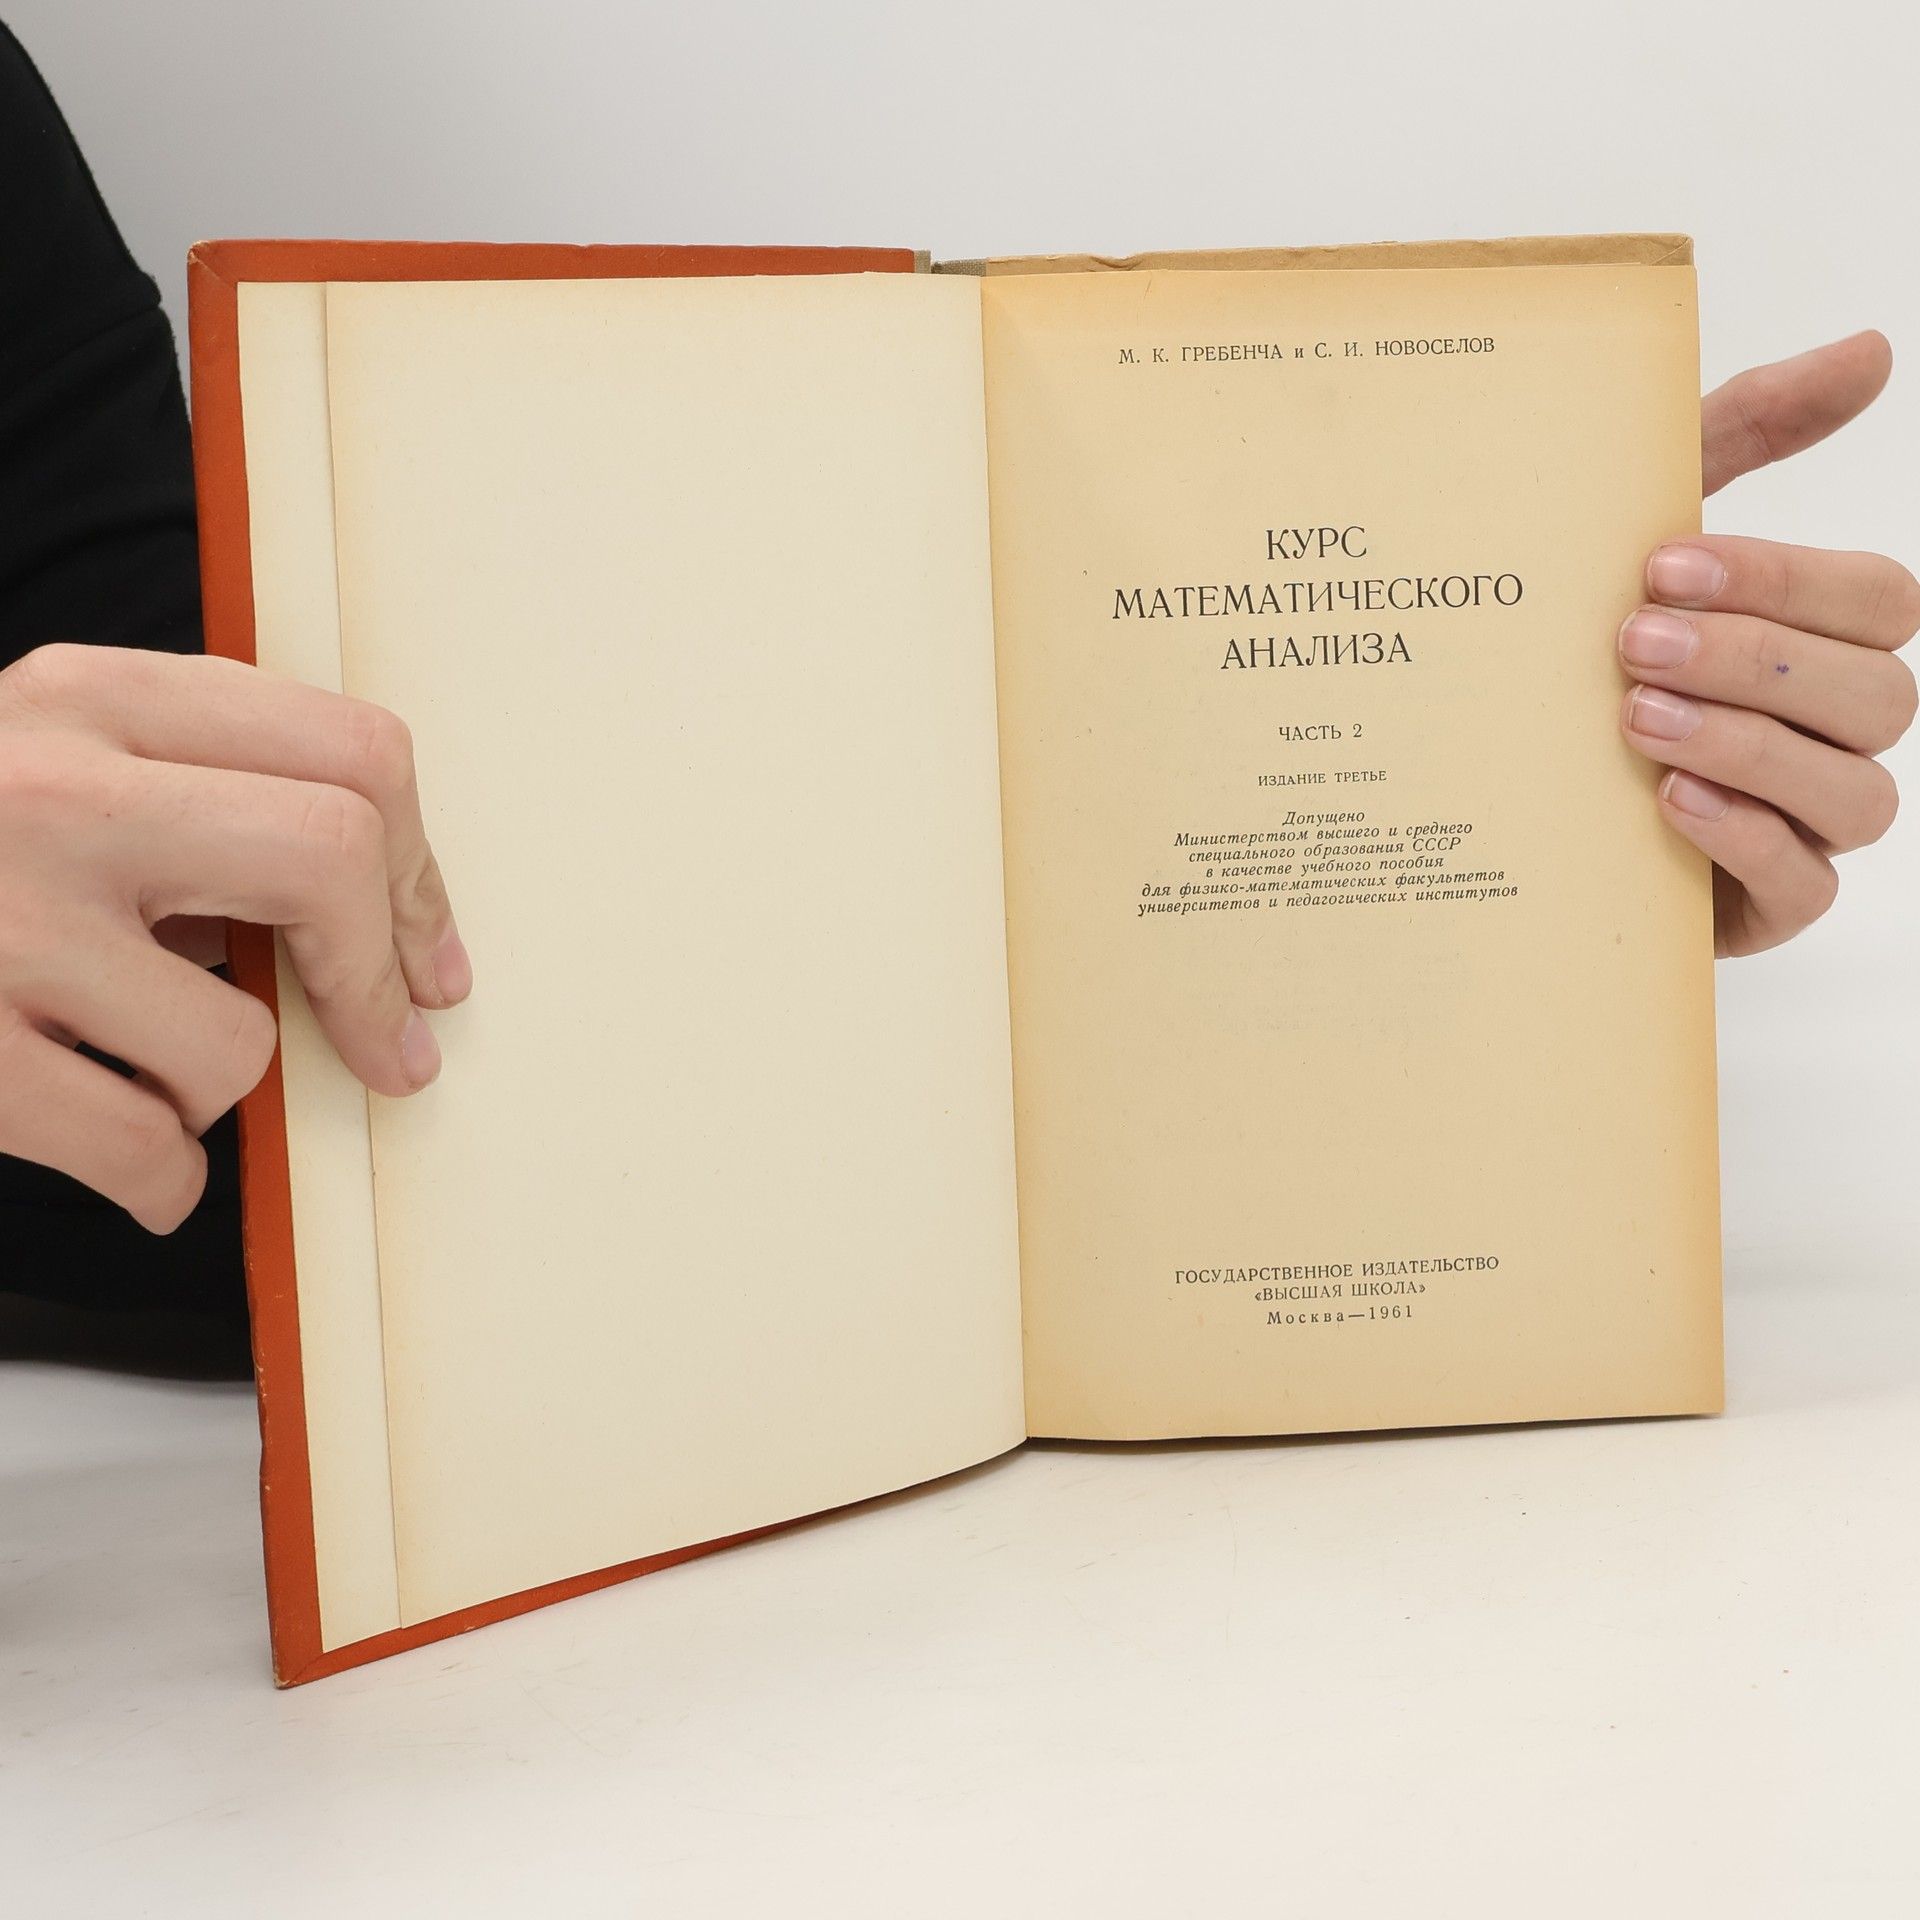 М. К. ГРЕБЕНЧА и С. И. НОВОСЕЛОВ
КУРС
МАТЕМАТИЧЕСКОГО
АНАЛИЗА
ЧАСТЬ 2
ИЗДАНИЕ ТРЕТЬЕ
Допущено
Министерством высшего и среднего
специального образования СССР
в качестве учебного пособия
для физико-математических факультетов
университетов и педагогических институтов
ГОСУДАРСТВЕННОЕ ИЗДАТЕЛЬСТВО
«ВЫСШАЯ ШКОЛА»
Москва—1961